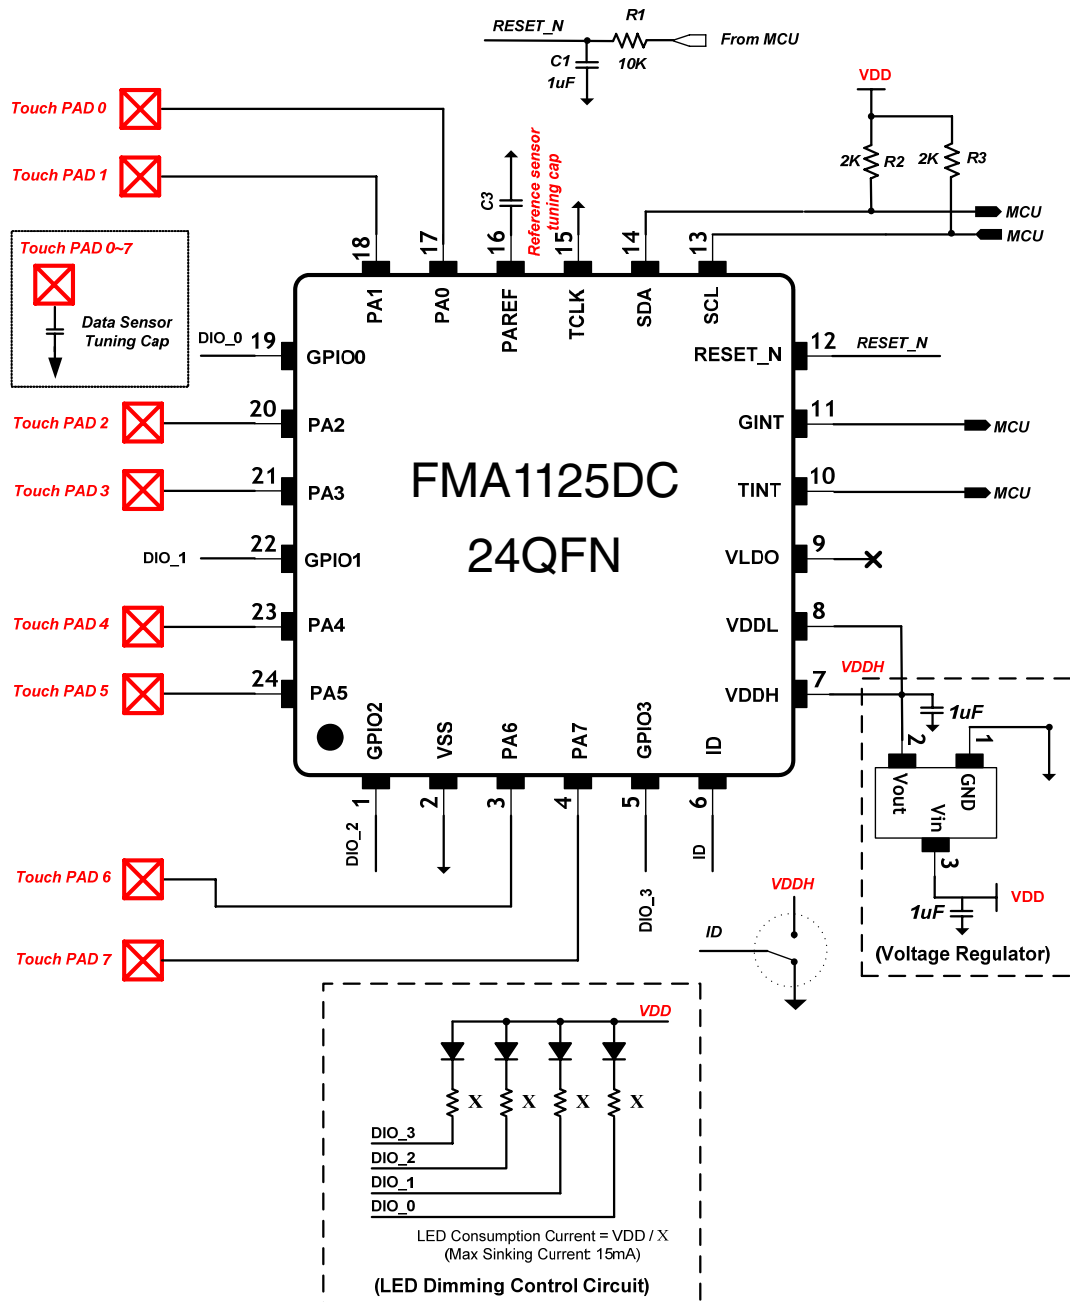 RESET_N
R1
From MCU
C1
10K
1uF
VDD
Touch PAD 0
2K
R2
2K
R3
Touch PAD 1
C3
Reference sensor
tuning cap
MCU
MCU
18
17
16
15
14
13
Touch PAD 0~7
Data Sensor
Tuning Cap
PA1
PA0
PAREF
TCLK
SDA
SCL
DIO_0
19
GPIO0
RESET_N
12
RESET_N
Touch PAD 2
20
PA2
GINT
11
MCU
FMA1125DC
Touch PAD 3
21
PA3
TINT
10
MCU
24QFN
DIO_1
22
GPIO1
VLDO
9
Touch PAD 4
23
PA4
VDDL
8
VDDH
Touch PAD 5
24
PA5
VDDH
7
1uF
GPIO2
VSS
PA6
PA7
GPIO3
ID
2
1
Vout
GND
Vin
1
2
3
4
5
6
3
DIO_2
DIO_3
ID
Touch PAD 6
VDDH
VDD
1uF
ID
(Voltage Regulator)
Touch PAD 7
VDD
X
X
X
X
DIO_3
DIO_2
DIO_1
DIO_0
LED Consumption Current = VDD / X
(Max Sinking Current: 15mA)
(LED Dimming Control Circuit)